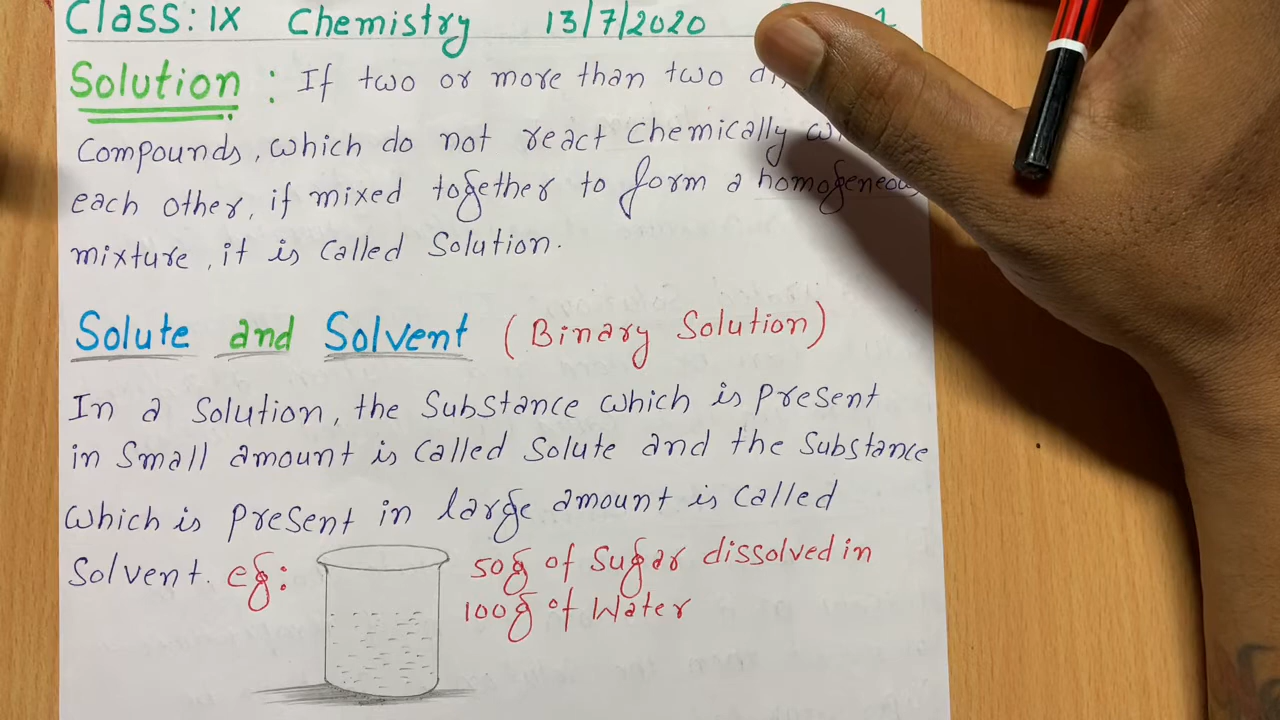 Class: IX Chemistry 13/7/2020 1
Solution : If two or more than two
Compounds, which do not react chemically
each other, if mixed together to form a homogeneous
mixture, it is called Solution.
Solute and Solvent (Binary Solution)
In a Solution, the Substance which is present
in Small amount is called Solute and the Substance
which is present in large amount is called
Solvent. eg: 50g of Sugar dissolved in
100g of Water